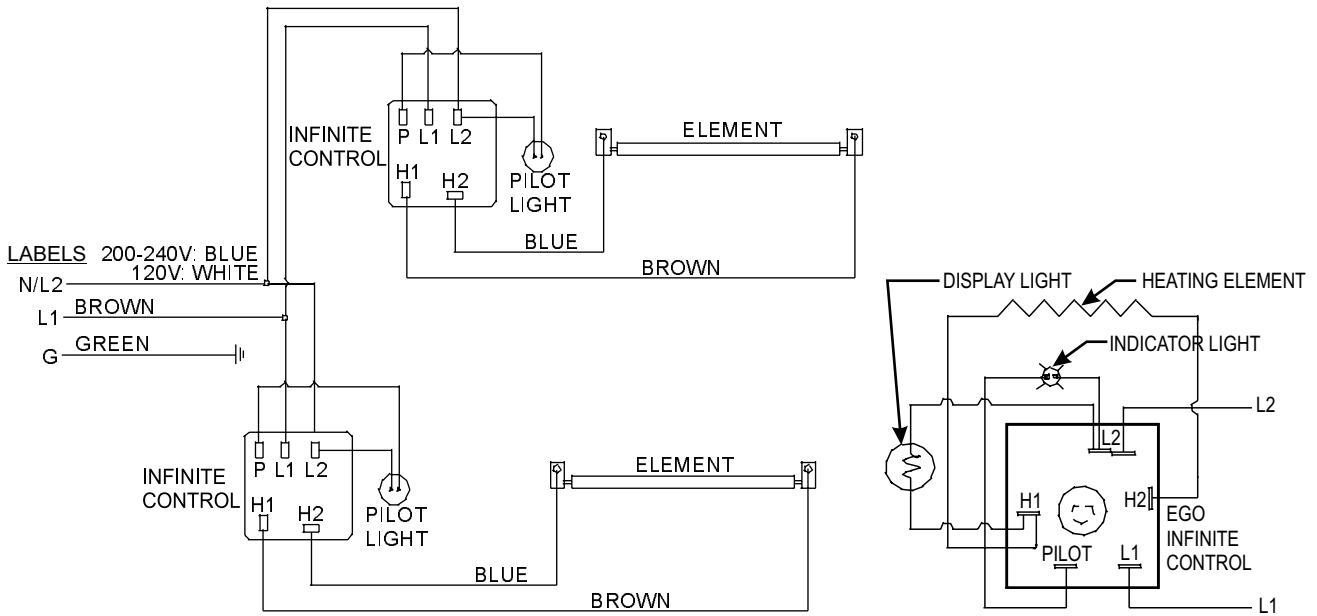 INFINITE
CONTROL
P L1 L2
H1
H2
PILOT
LIGHT
ELEMENT
BLUE
BROWN
LABELS 200-240V: BLUE
120V: WHITE
N/L2
L1 BROWN
G GREEN
INFINITE
CONTROL
P L1 L2
H1
H2
PILOT
LIGHT
ELEMENT
BLUE
BROWN
DISPLAY LIGHT
HEATING ELEMENT
INDICATOR LIGHT
L2
L2
H1
H2
EGO
INFINITE
CONTROL
PILOT
L1
L1